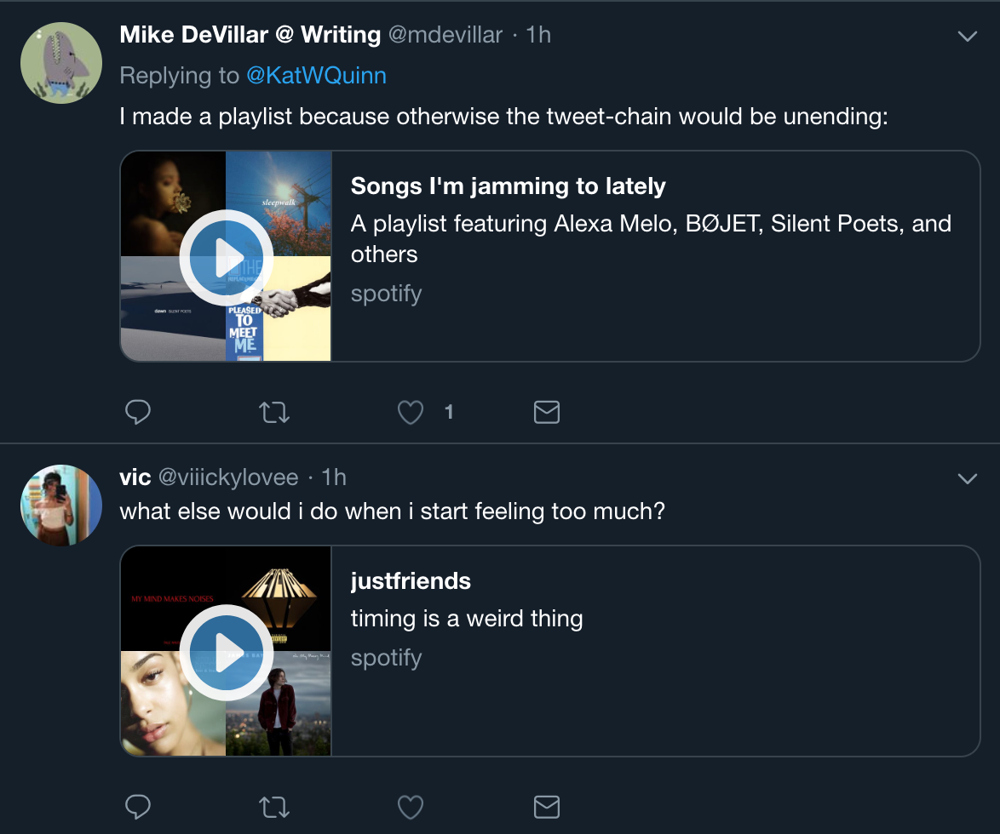 Mike DeVillar @ Writing @mdevillar · 1h
Replying to @KatWQuinn
I made a playlist because otherwise the tweet-chain would be unending:
sleepwalk
dawn SILENT POETS
THE
PLEASED
TO
MEET
ME
Songs I'm jamming to lately
A playlist featuring Alexa Melo, BØJET, Silent Poets, and
others
spotify
1
vic @viiickylovee · 1h
what else would i do when i start feeling too much?
MY MIND MAKES NOISES
justfriends
timing is a weird thing
spotify